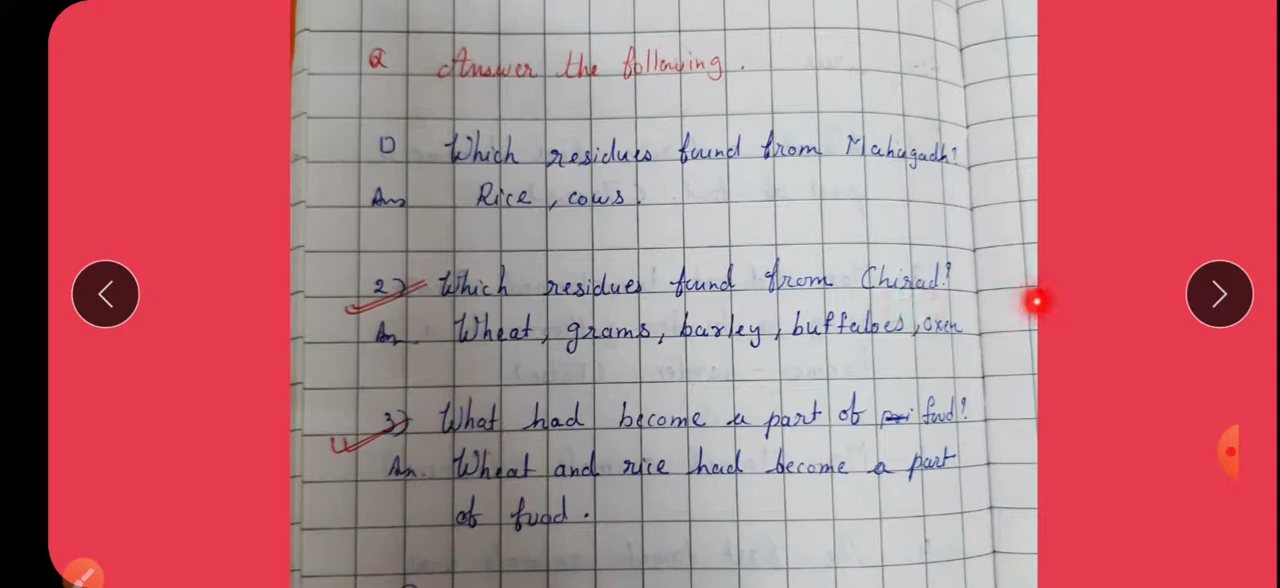 Q Answer the following.
1) Which residues found from Mahagadh?
Ans Rice, cows.
2) Which residues found from Chirad?
An. Wheat, grams, barley, buffaloes, oxen
3) What had become a part of food?
An. Wheat and rice had become a part
of food.